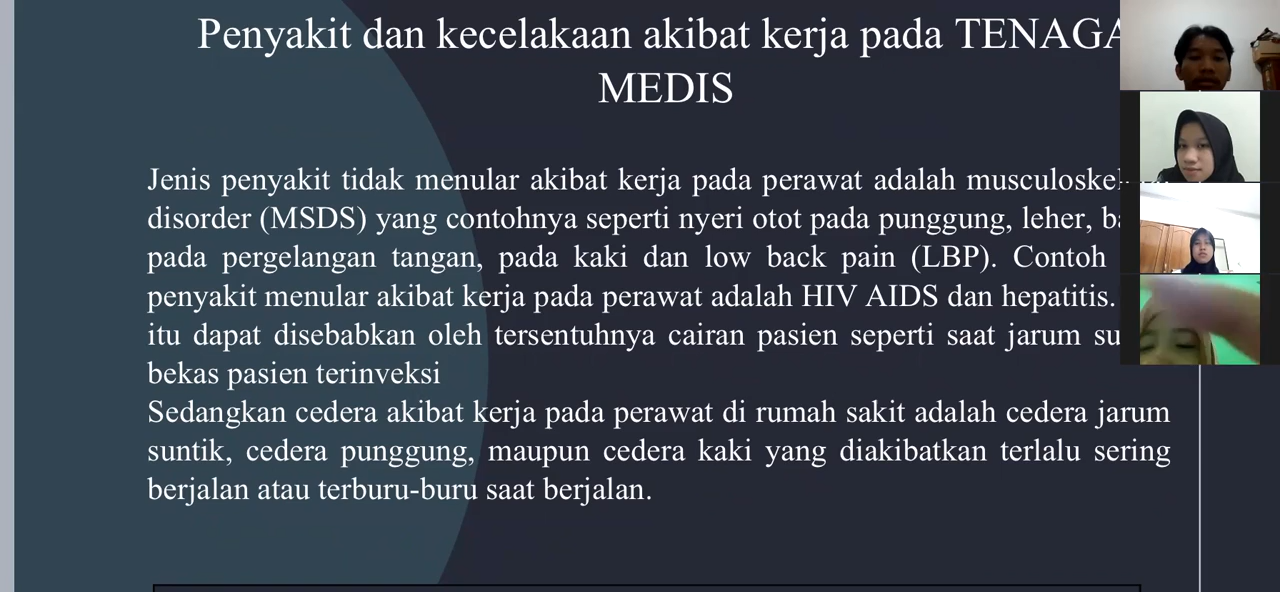 Penyakit dan kecelakaan akibat kerja pada TENAGA
MEDIS
Jenis penyakit tidak menular akibat kerja pada perawat adalah
disorder (MSDS) yang contohnya seperti nyeri otot pada punggung, leher,
pada pergelangan tangan, pada kaki dan low back pain (LBP). Contoh
penyakit menular akibat kerja pada perawat adalah HIV AIDS dan hepatitis.
itu dapat disebabkan oleh tersentuhnya cairan pasien seperti saat jarum
bekas pasien terinveksi
Sedangkan cedera akibat kerja pada perawat di rumah sakit adalah cedera jarum
suntik, cedera punggung, maupun cedera kaki yang diakibatkan terlalu sering
berjalan atau terburu-buru saat berjalan.